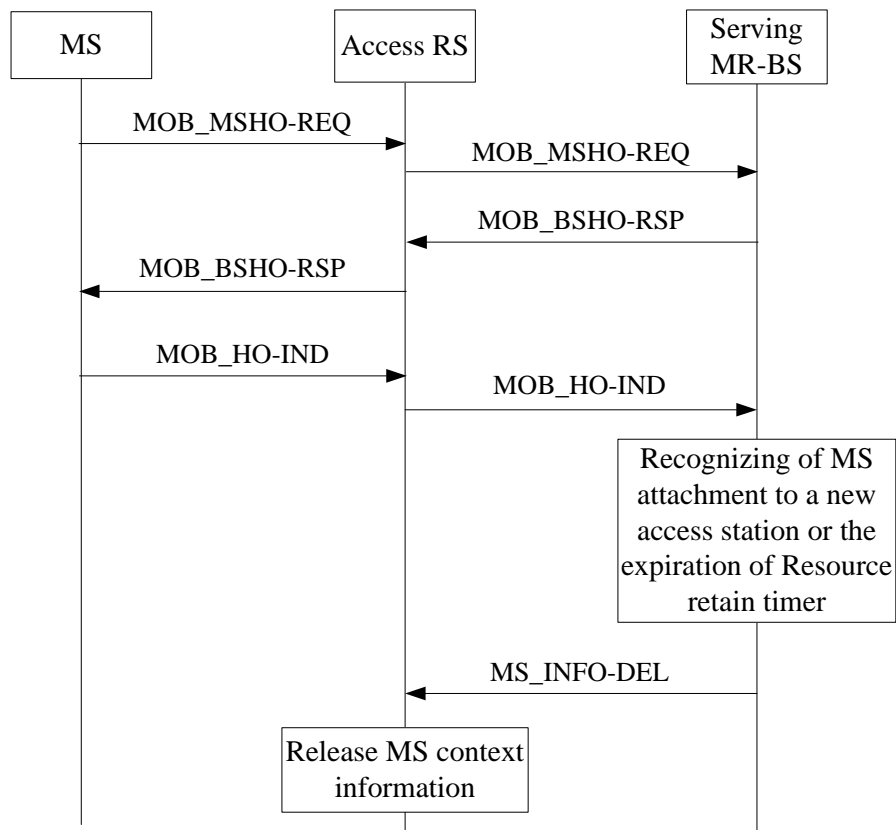 MS
Access RS
Serving
MR-BS
MOB_MSHO-REQ
MOB_MSHO-REQ
MOB_BSHO-RSP
MOB_BSHO-RSP
MOB_HO-IND
MOB_HO-IND
Recognizing of MS
attachment to a new
access station or the
expiration of Resource
retain timer
MS_INFO-DEL
Release MS context
information